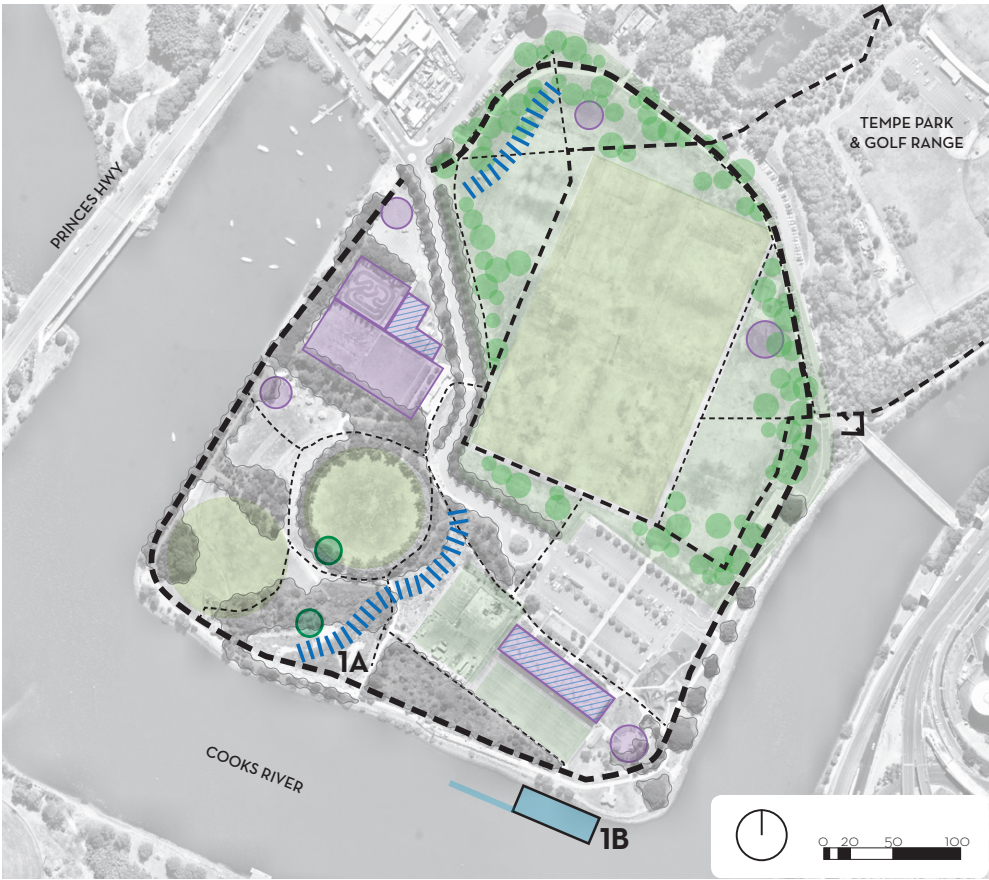 PRINCES HWY
TEMPE PARK
& GOLF RANGE
1A
COOKS RIVER
1B
0 20 50 100